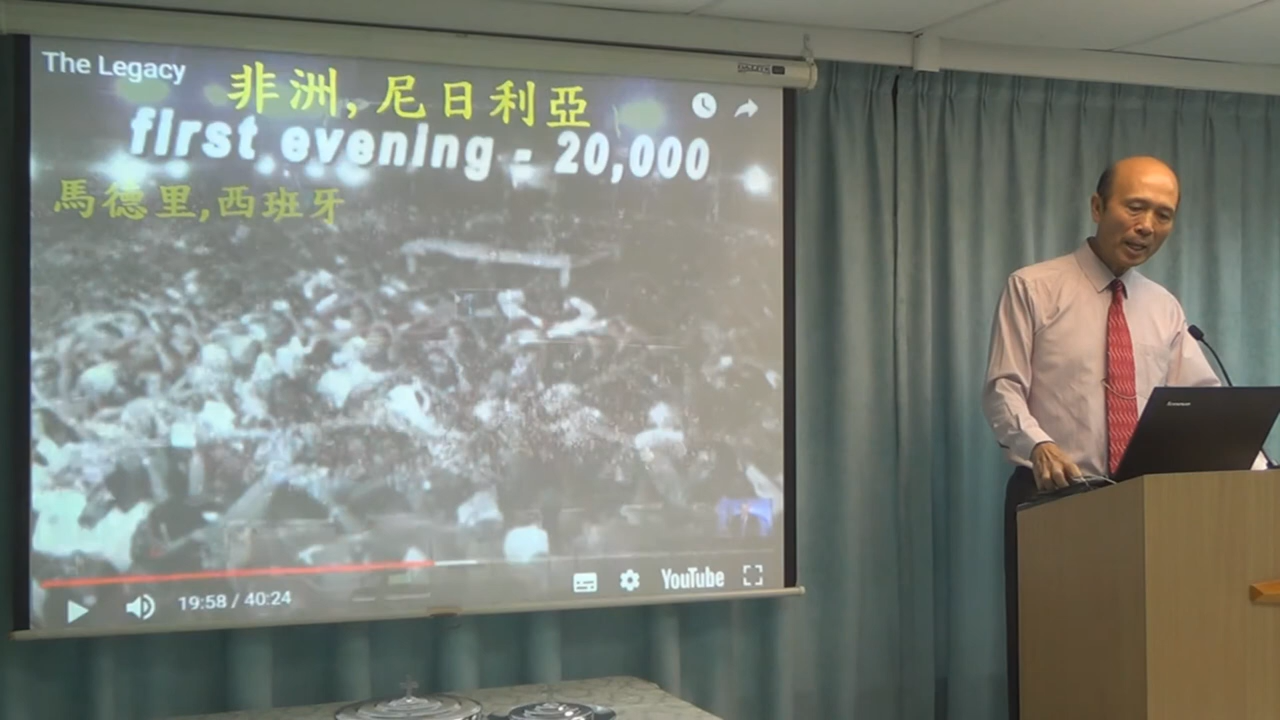 The Legacy
非洲,尼日利亞
first evening - 20,000
馬德里,西班牙
19:58 / 40:24
YouTube
lenovo